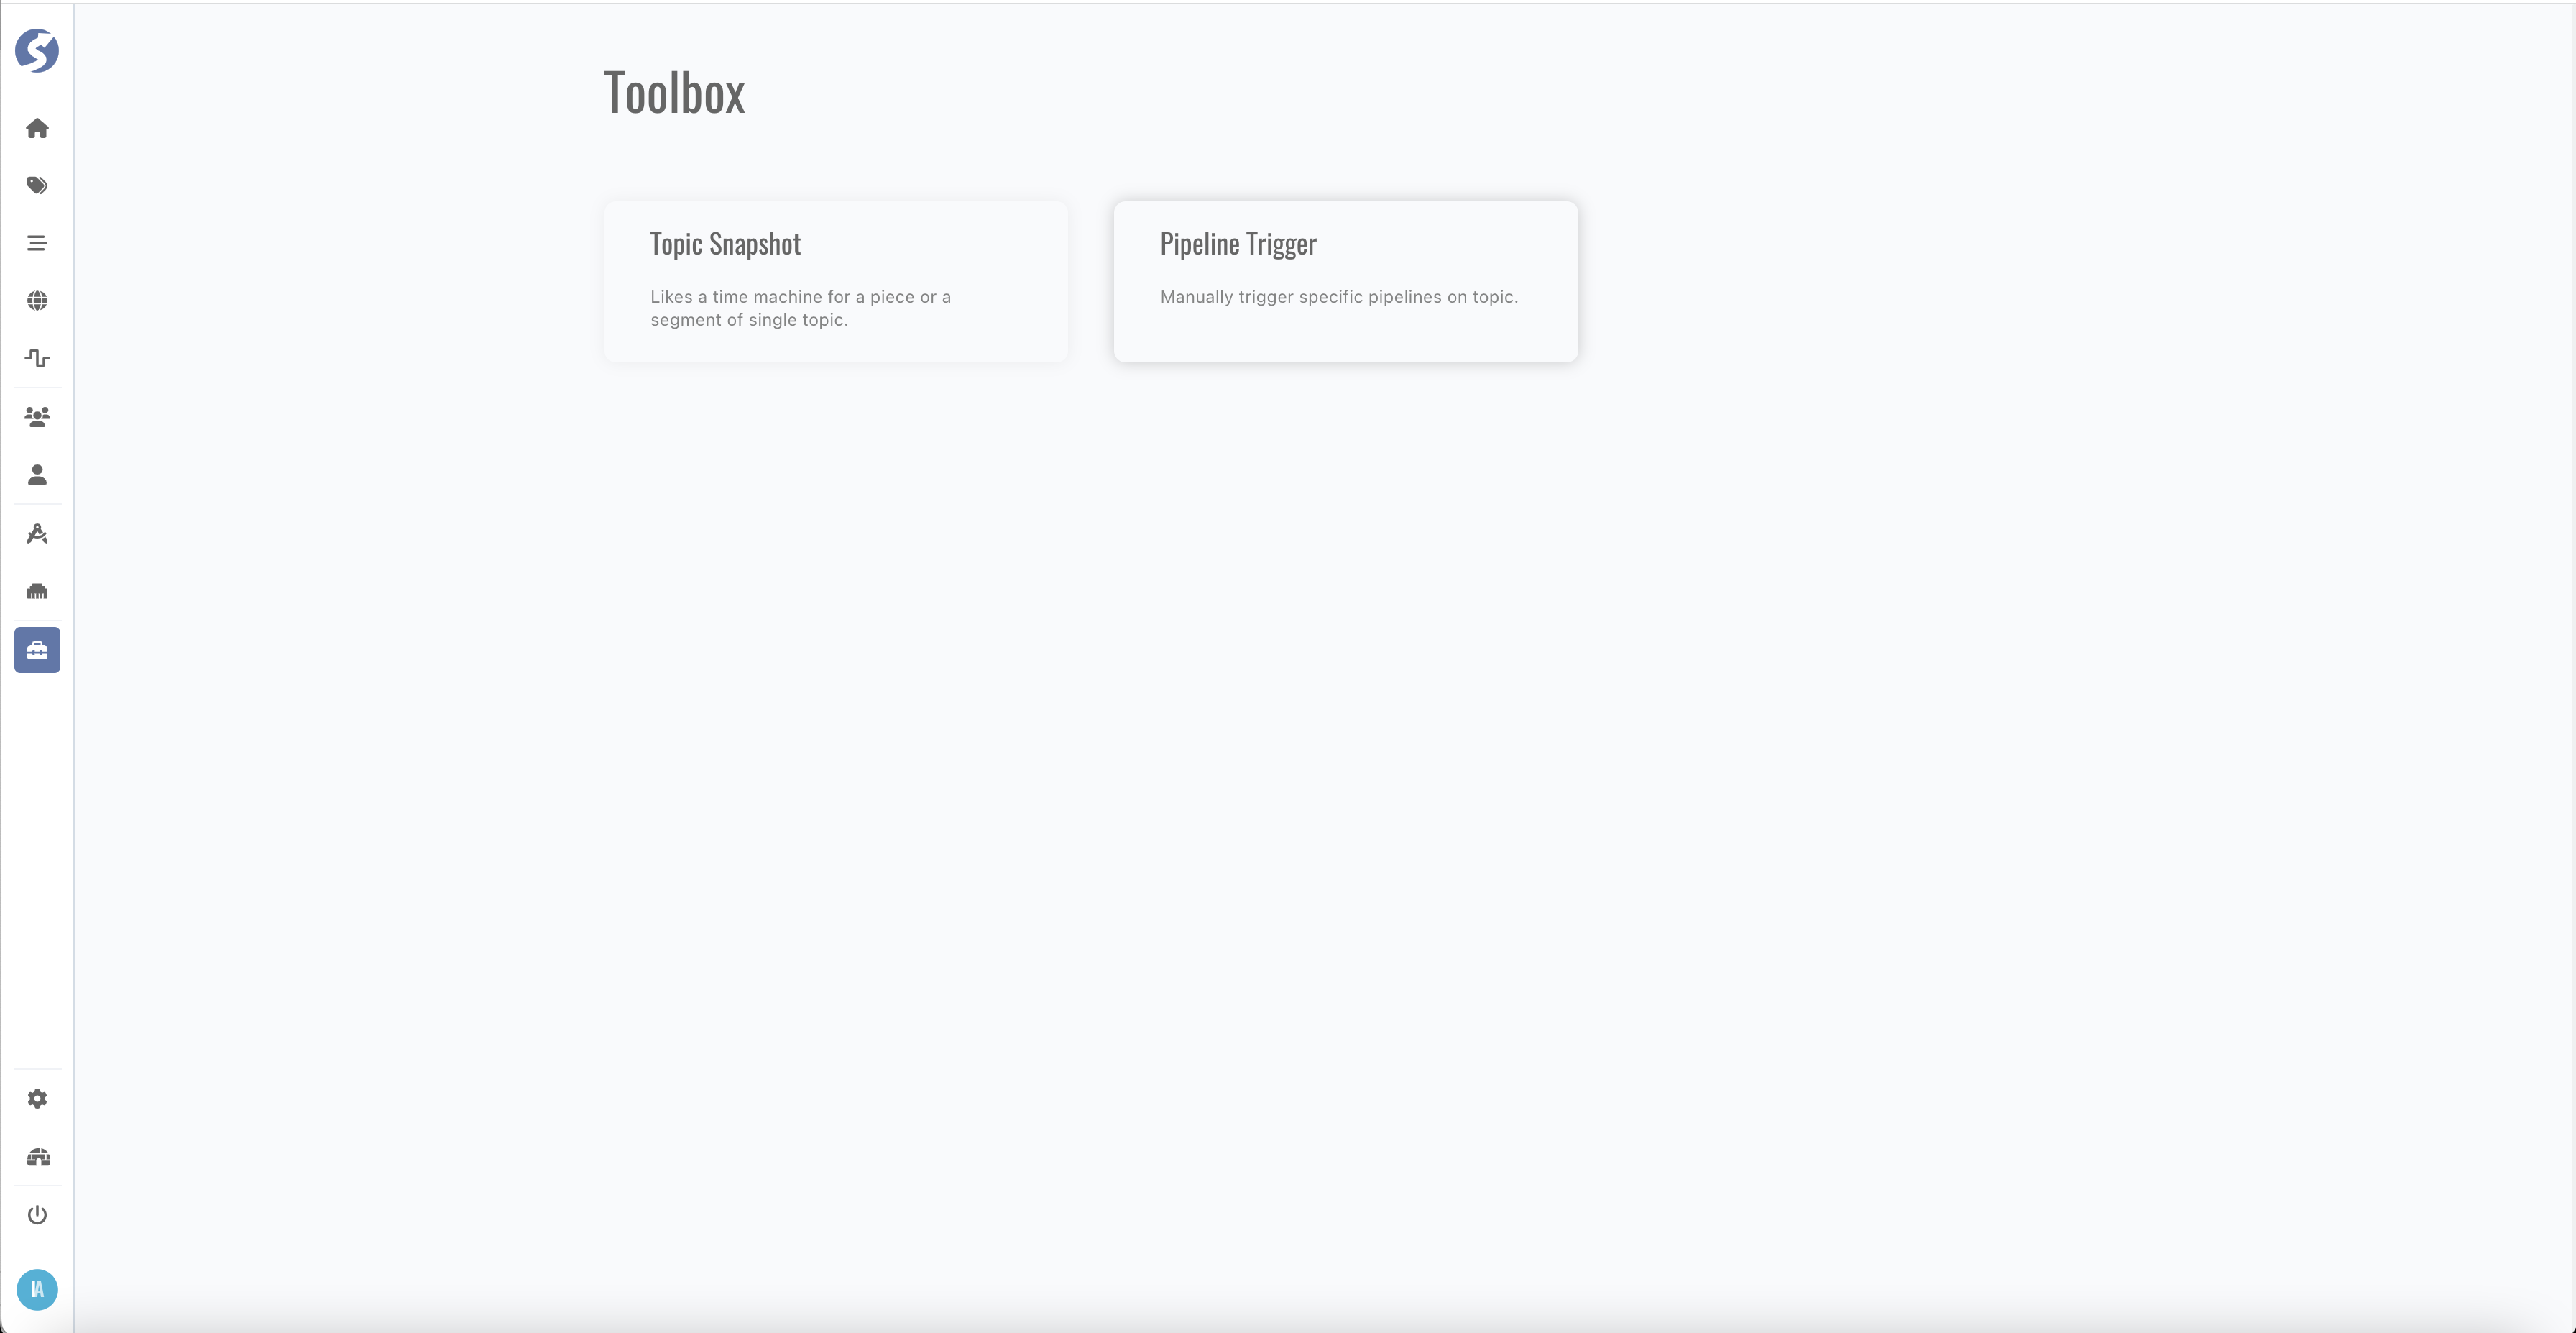 Toolbox
Topic Snapshot
Likes a time machine for a piece or a
segment of single topic.
Pipeline Trigger
Manually trigger specific pipelines on topic.
IA